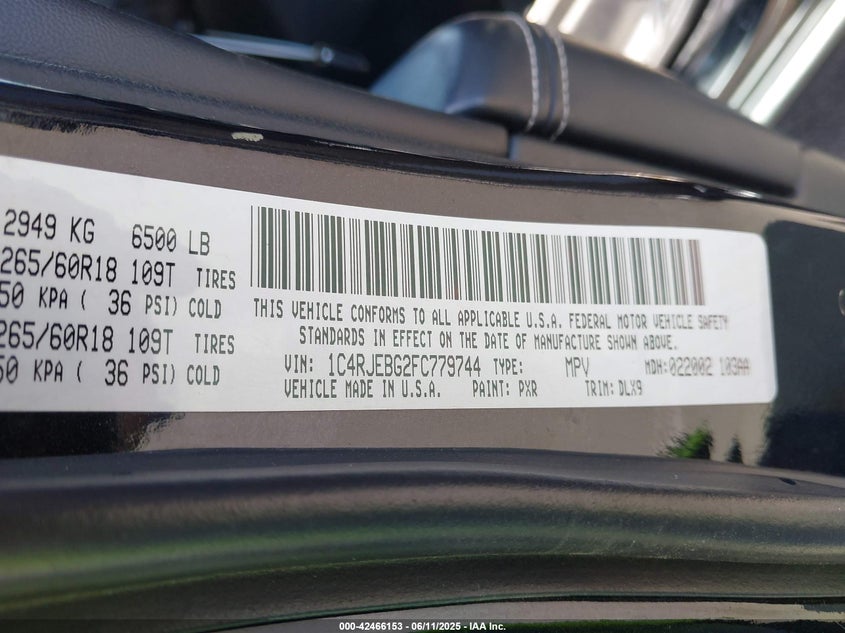 2949 KG 6500 LB
265/60R18 109T TIRES
50 KPA ( 36 PSI) COLD
265/60R18 109T TIRES
50 KPA ( 36 PSI) COLD
THIS VEHICLE CONFORMS TO ALL APPLICABLE U.S.A. FEDERAL MOTOR VEHICLE SAFETY
STANDARDS IN EFFECT ON THE DATE OF MANUFACTURE SHOWN ABOVE.
VIN: 1C4RJEBG2FC779744 TYPE: MPV MDH:022002 103AA
VEHICLE MADE IN U.S.A. PAINT: PXR TRIM: DLX9
000-42466153 - 06/11/2025 - IAA Inc.